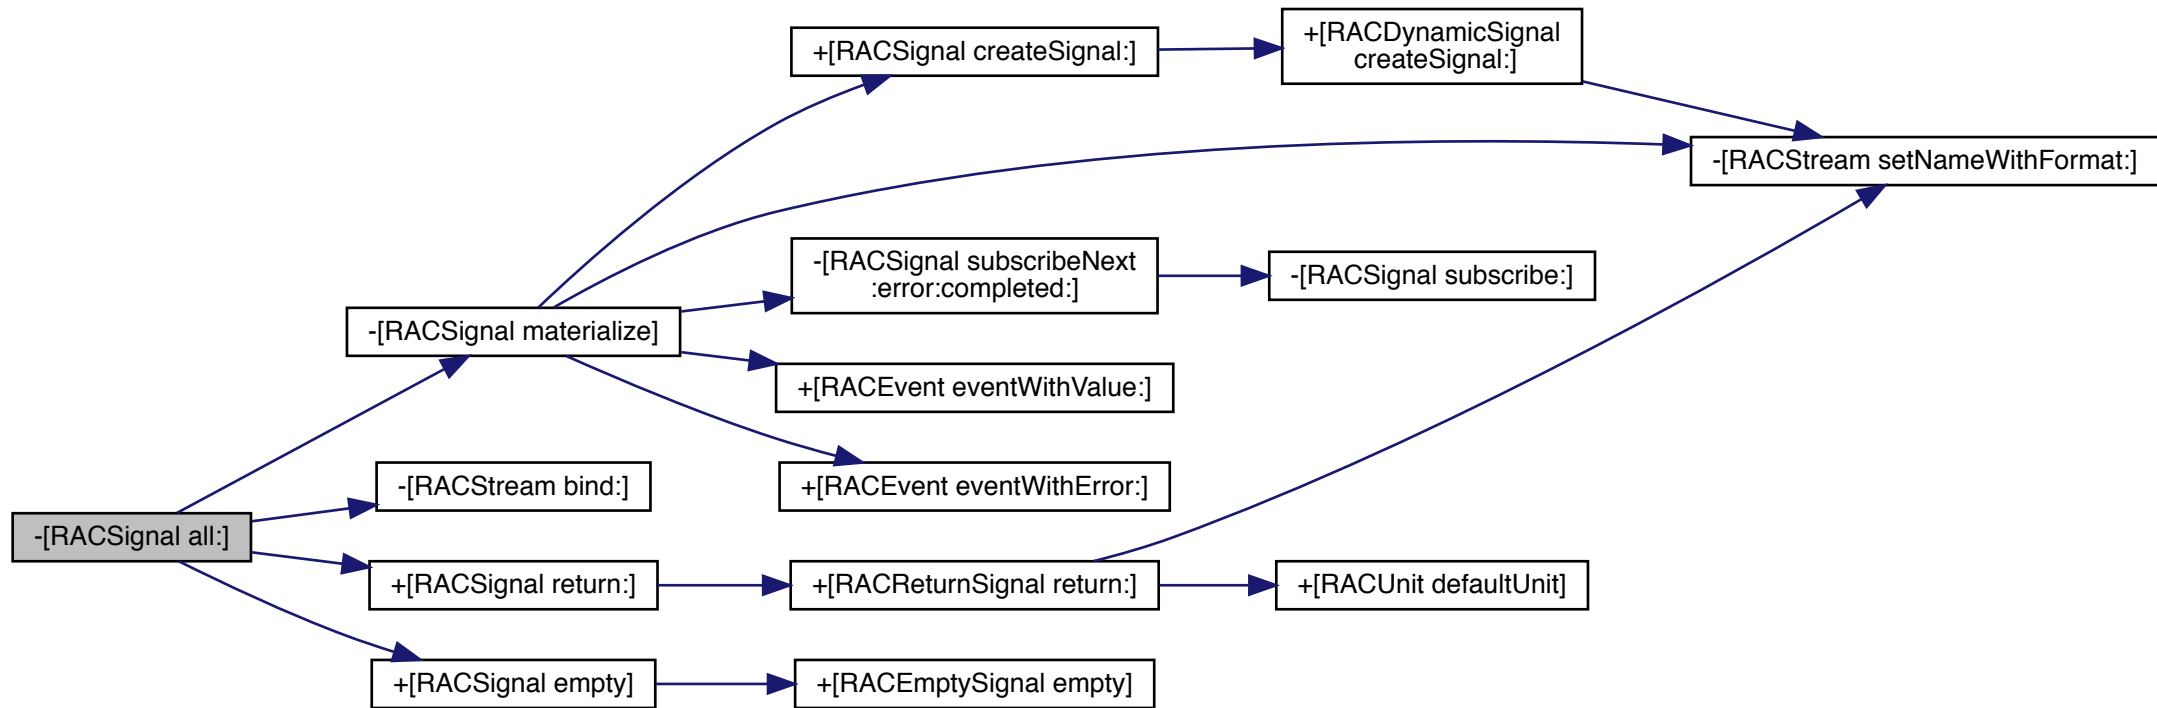 +[RACSignal createSignal:]
+[RACDynamicSignal
createSignal:]
-[RACStream setNameWithFormat:]
-[RACSignal subscribeNext
:error:completed:]
-[RACSignal subscribe:]
-[RACSignal materialize]
+[RACEvent eventWithValue:]
+[RACEvent eventWithError:]
-[RACStream bind:]
-[RACSignal all:]
+[RACSignal return:]
+[RACReturnSignal return:]
+[RACUnit defaultUnit]
+[RACSignal empty]
+[RACEmptySignal empty]